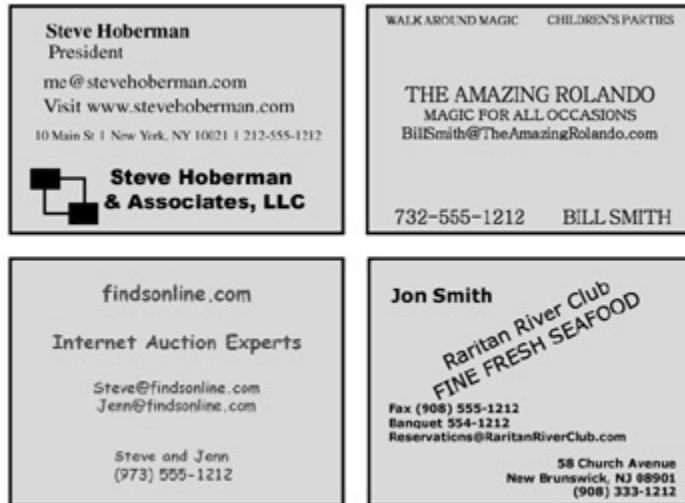 Steve Hoberman
President
me@stevehoberman.com
Visit www.stevehoberman.com
10 Main St | New York, NY 10021 | 212-555-1212
Steve Hoberman
& Associates, LLC
WALK AROUND MAGIC CHILDREN'S PARTIES
THE AMAZING ROLANDO
MAGIC FOR ALL OCCASIONS
BillSmith@TheAmazingRolando.com
732-555-1212 BILL SMITH
findsonline.com
Internet Auction Experts
Steve@findsonline.com
Jenn@findsonline.com
Steve and Jenn
(973) 555-1212
Jon Smith
Raritan River Club
FINE FRESH SEAFOOD
Fax (908) 555-1212
Banquet 554-1212
Reservations@RaritanRiverClub.com
58 Church Avenue
New Brunswick, NJ 08901
(908) 333-1212